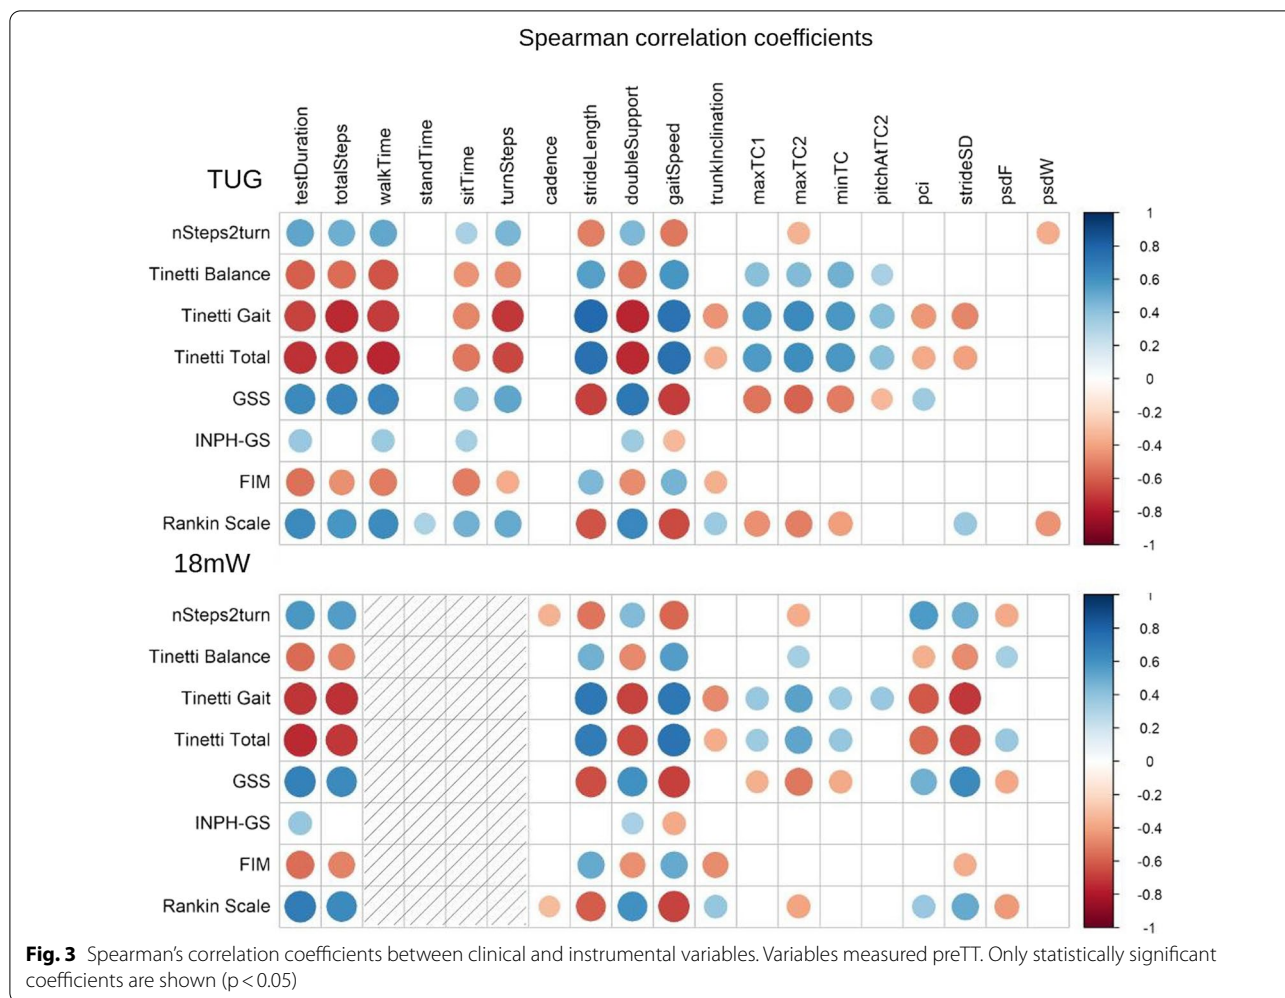 Spearman correlation coefficients
TUG
testDuration
totalSteps
walkTime
standTime
sitTime
turnSteps
cadence
strideLength
doubleSupport
gaitSpeed
trunkInclination
maxTC1
maxTC2
minTC
pitchAtTC2
pci
strideSD
psdF
psdW
nSteps2turn
Tinetti Balance
Tinetti Gait
Tinetti Total
GSS
INPH-GS
FIM
Rankin Scale
1
0.8
0.6
0.4
0.2
0
-0.2
-0.4
-0.6
-0.8
-1
18mW
nSteps2turn
Tinetti Balance
Tinetti Gait
Tinetti Total
GSS
INPH-GS
FIM
Rankin Scale
1
0.8
0.6
0.4
0.2
0
-0.2
-0.4
-0.6
-0.8
-1
Fig. 3 Spearman's correlation coefficients between clinical and instrumental variables. Variables measured preTT. Only statistically significant
coefficients are shown (p < 0.05)